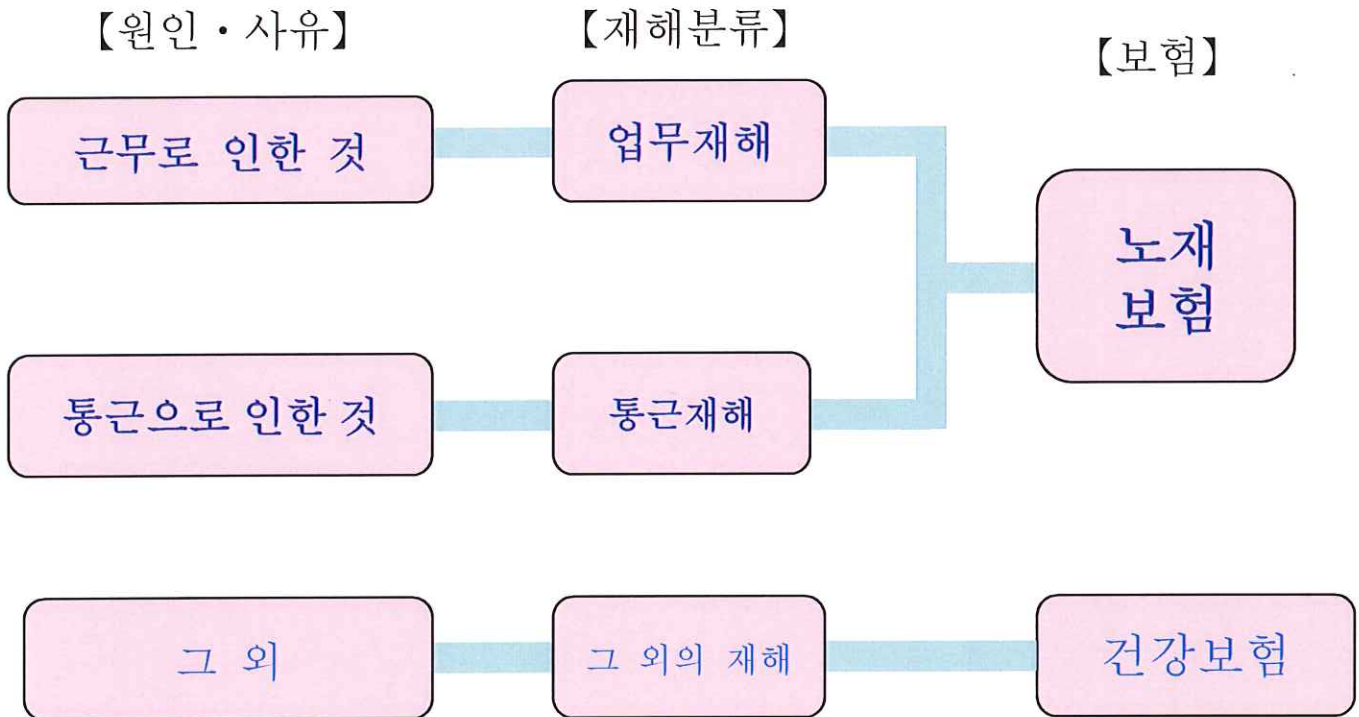 【원인・사유】
【재해분류】
【보험】
근무로 인한 것
업무재해
노재
보험
통근으로 인한 것
통근재해
그 외
그 외의 재해
건강보험